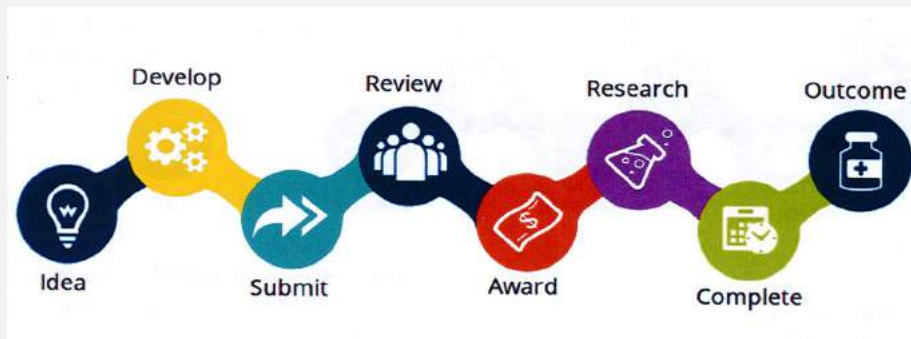 Idea
Develop
Submit
Review
Award
$
Research
Complete
Outcome